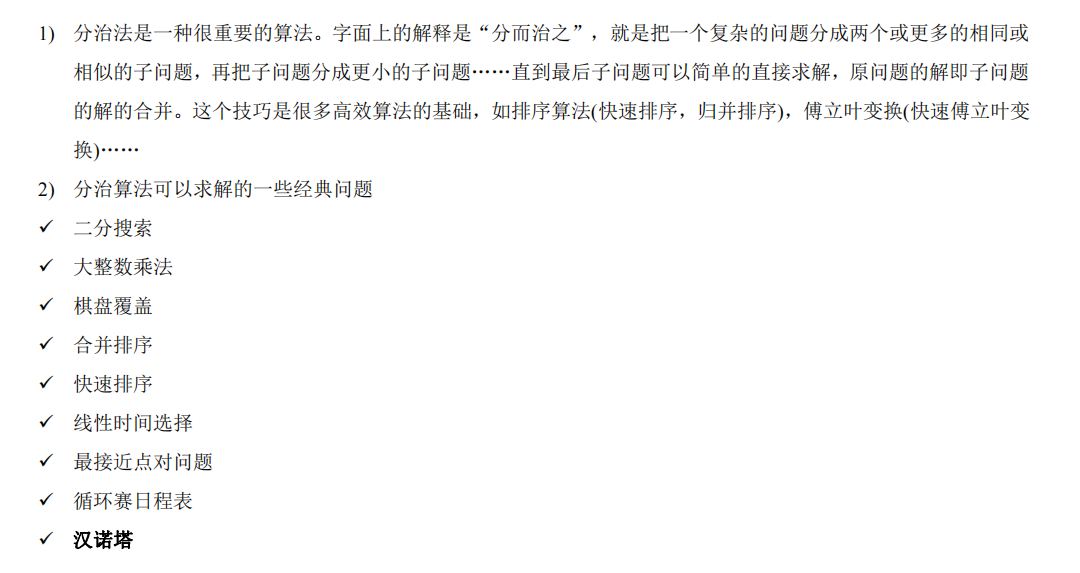 1) 分治法是一种很重要的算法。字面上的解释是“分而治之”，就是把一个复杂的问题分成两个或更多的相同或
相似的子问题，再把子问题分成更小的子问题……直到最后子问题可以简单的直接求解，原问题的解即子问题
的解的合并。这个技巧是很多高效算法的基础，如排序算法(快速排序，归并排序)，傅立叶变换(快速傅立叶变
换)……
2) 分治算法可以求解的一些经典问题
✓ 二分搜索
✓ 大整数乘法
✓ 棋盘覆盖
✓ 合并排序
✓ 快速排序
✓ 线性时间选择
✓ 最接近点对问题
✓ 循环赛日程表
✓ 汉诺塔